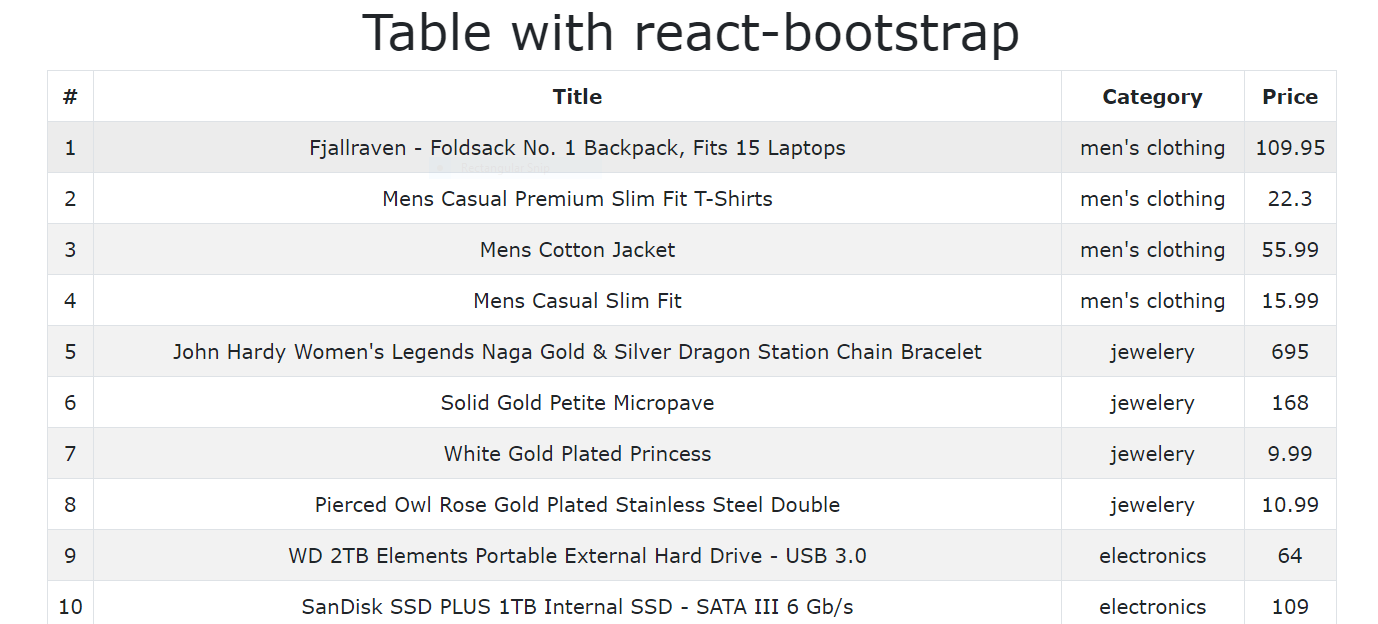 Table with react-bootstrap
# Title Category Price
1 Fjallraven - Foldsack No. 1 Backpack, Fits 15 Laptops men's clothing 109.95
2 Mens Casual Premium Slim Fit T-Shirts men's clothing 22.3
3 Mens Cotton Jacket men's clothing 55.99
4 Mens Casual Slim Fit men's clothing 15.99
5 John Hardy Women's Legends Naga Gold & Silver Dragon Station Chain Bracelet jewelery 695
6 Solid Gold Petite Micropave jewelery 168
7 White Gold Plated Princess jewelery 9.99
8 Pierced Owl Rose Gold Plated Stainless Steel Double jewelery 10.99
9 WD 2TB Elements Portable External Hard Drive - USB 3.0 electronics 64
10 SanDisk SSD PLUS 1TB Internal SSD - SATA III 6 Gb/s electronics 109